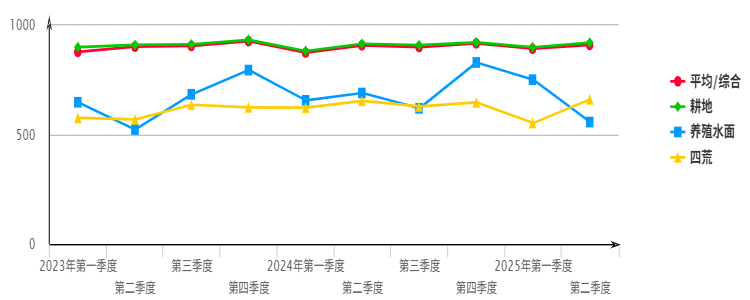 1000
500
0
2023年第一季度
第二季度
第三季度
第四季度
2024年第一季度
第二季度
第三季度
第四季度
2025年第一季度
第二季度
平均/综合
耕地
养殖水面
四荒